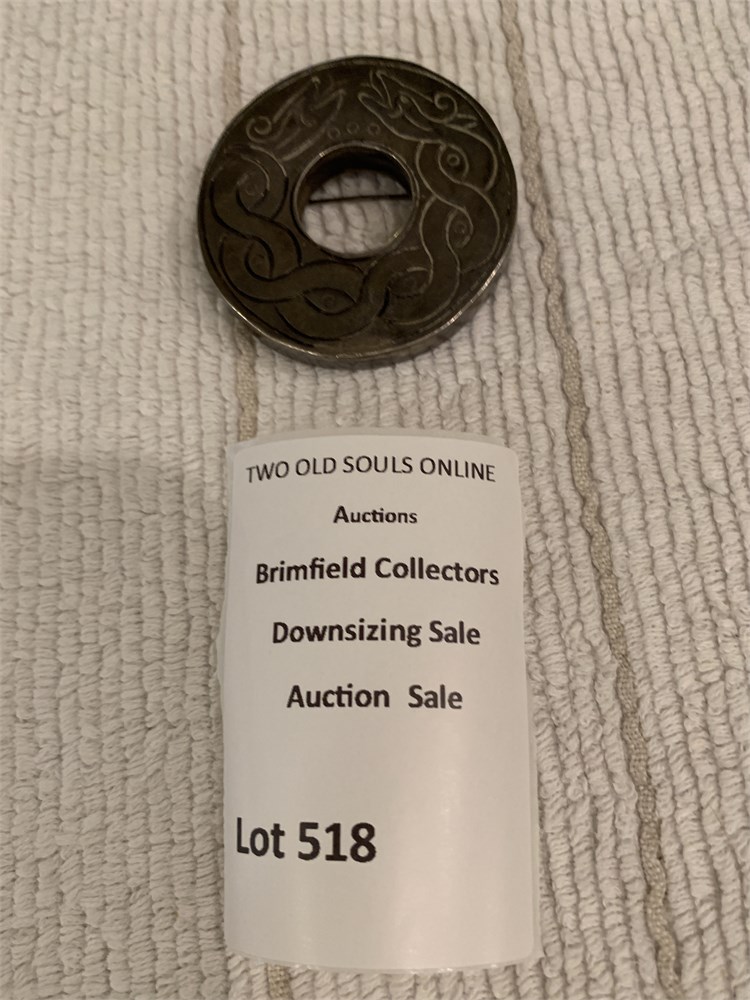 TWO OLD SOULS ONLINE
Auctions
Brimfield Collectors
Downsizing Sale
Auction Sale
Lot 518